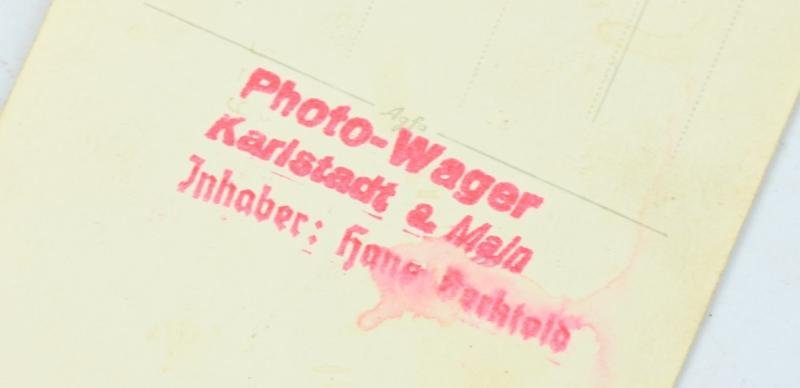 Agfa
Photo-Wager
Karlstadt a. Main
Inhaber: Hans